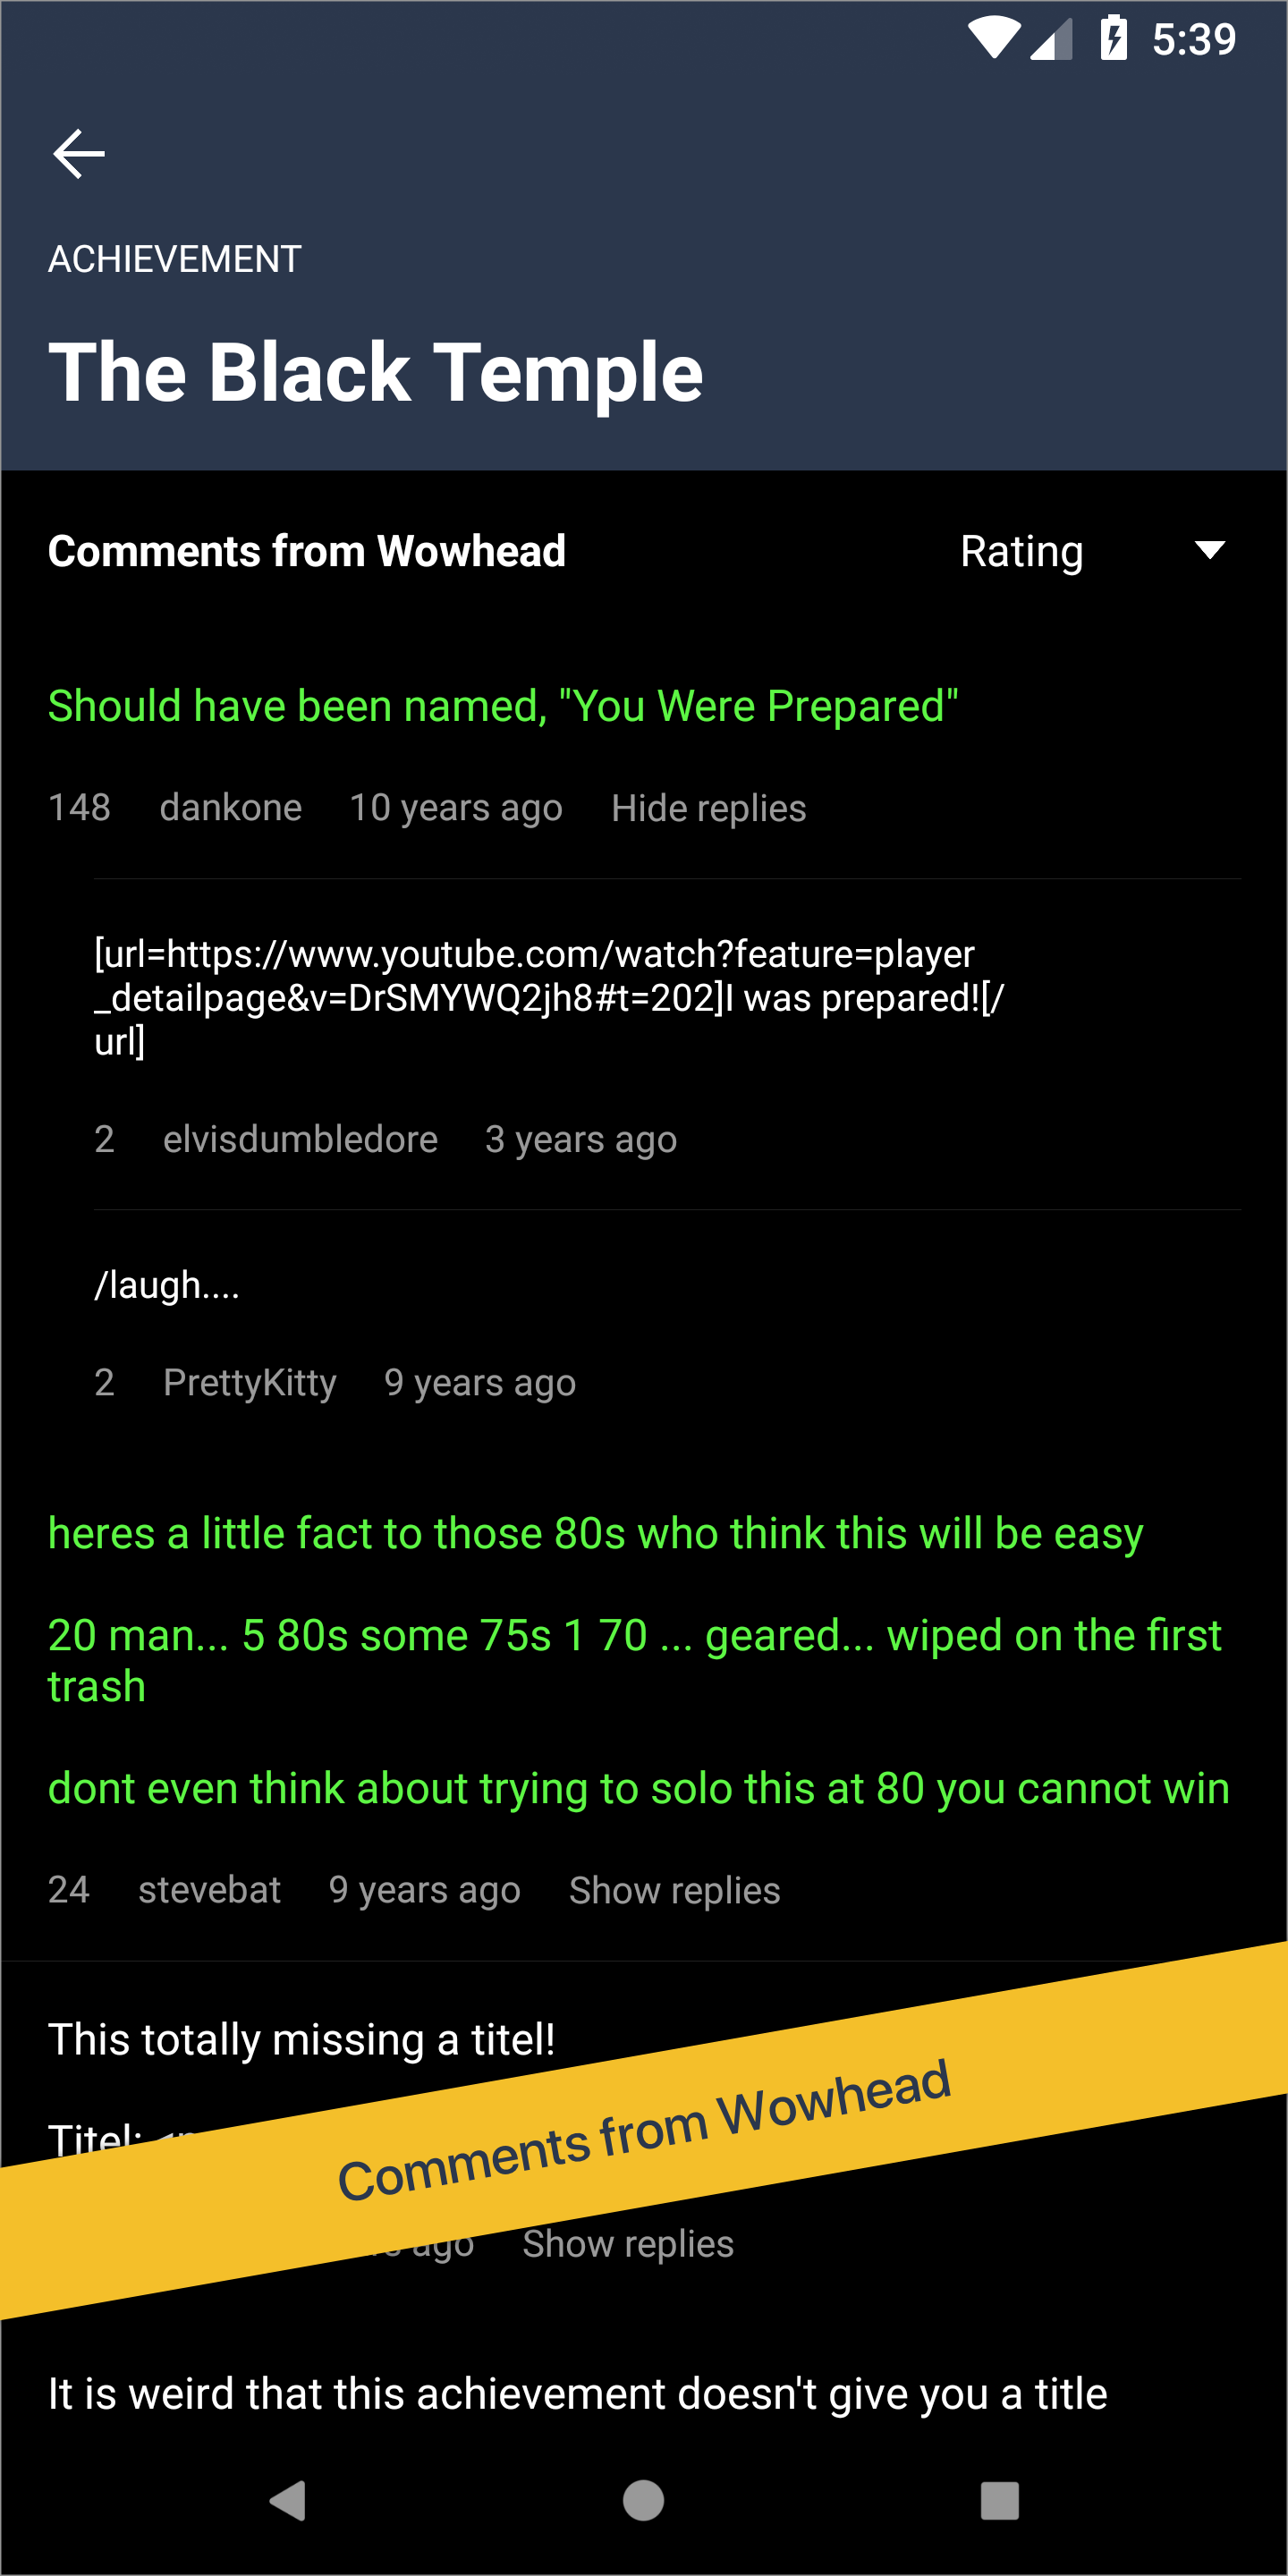 5:39
ACHIEVEMENT
The Black Temple
Comments from Wowhead
Rating
Should have been named, "You Were Prepared"
148 dankone 10 years ago Hide replies
[url=https://www.youtube.com/watch?feature=player
_detailpage&v=DrSMYWQ2jh8#t=202]I was prepared![/
url]
2 elvisdumbledore 3 years ago
/laugh....
2 PrettyKitty 9 years ago
heres a little fact to those 80s who think this will be easy
20 man... 5 80s some 75s 1 70 ... geared... wiped on the first
trash
dont even think about trying to solo this at 80 you cannot win
24 stevebat 9 years ago Show replies
This totally missing a titel!
Titel:
Comments from Wowhead
ago Show replies
It is weird that this achievement doesn't give you a title